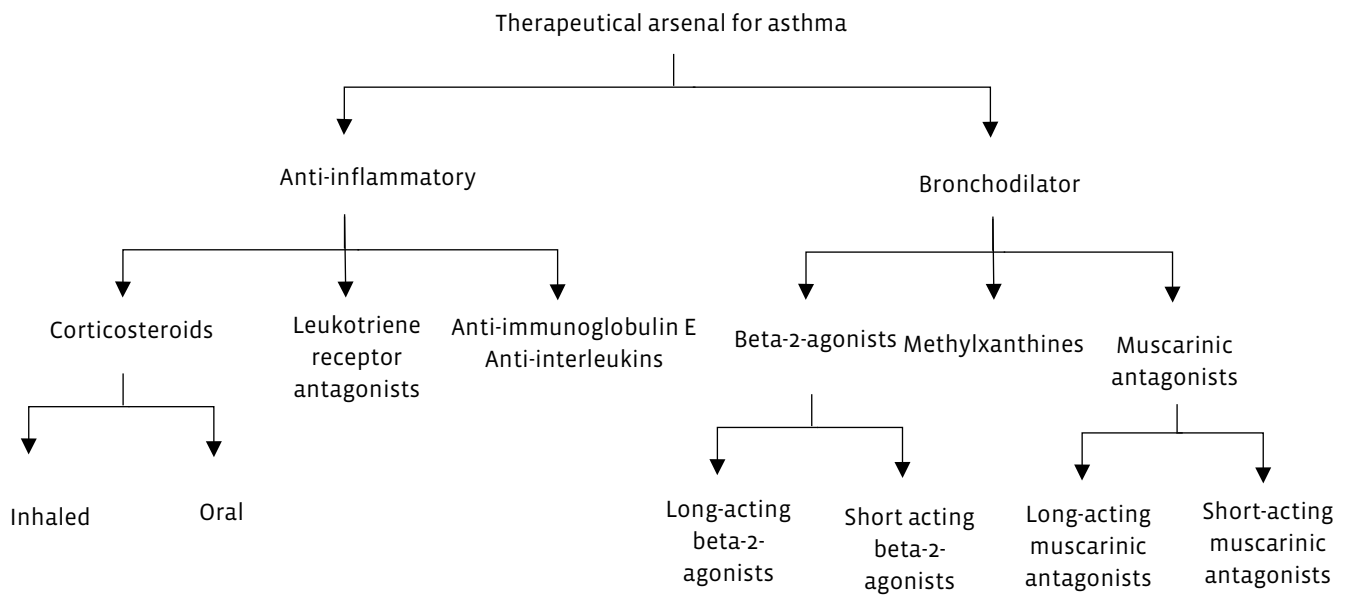 Therapeutical arsenal for asthma
Anti-inflammatory
Bronchodilator
Corticosteroids
Leukotriene
receptor
antagonists
Anti-immunoglobulin E
Anti-interleukins
Beta-2-agonists
Methylxanthines
Muscarinic
antagonists
Inhaled
Oral
Long-acting
beta-2-
agonists
Short acting
beta-2-
agonists
Long-acting
muscarinic
antagonists
Short-acting
muscarinic
antagonists